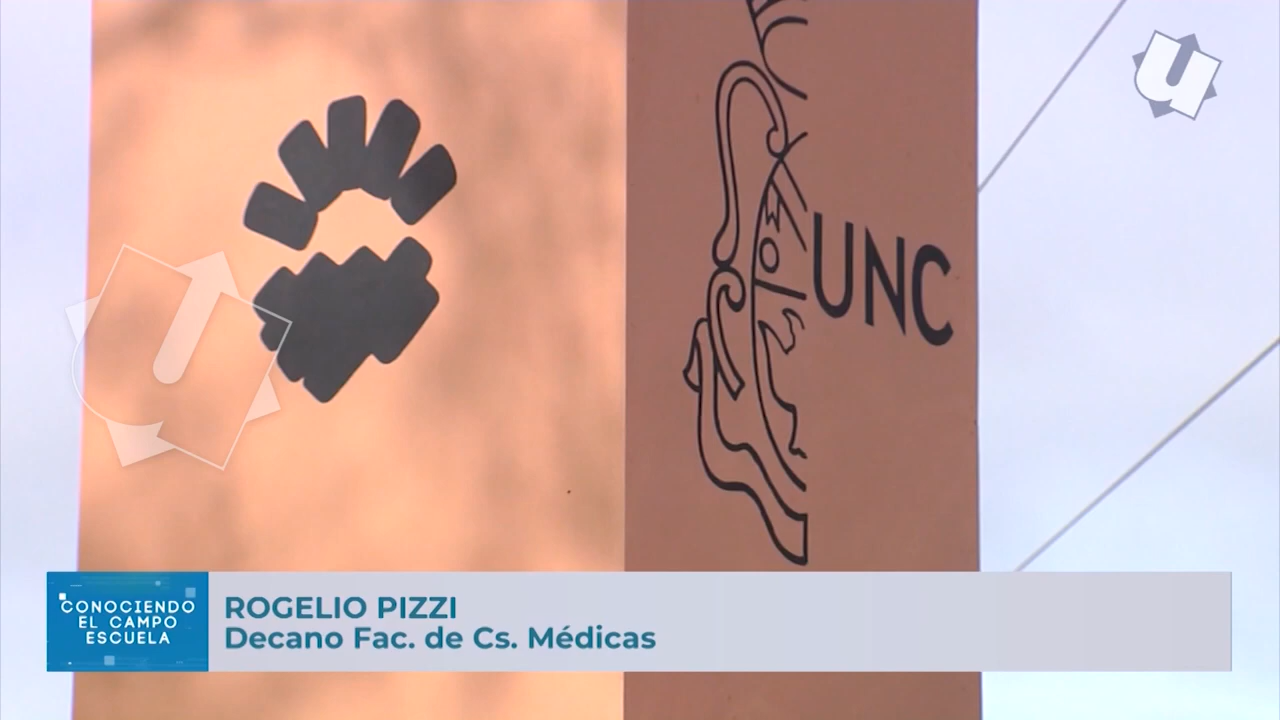 u
UNC
CONOCIENDO
EL CAMPO
ESCUELA
ROGELIO PIZZI
Decano Fac. de Cs. Médicas